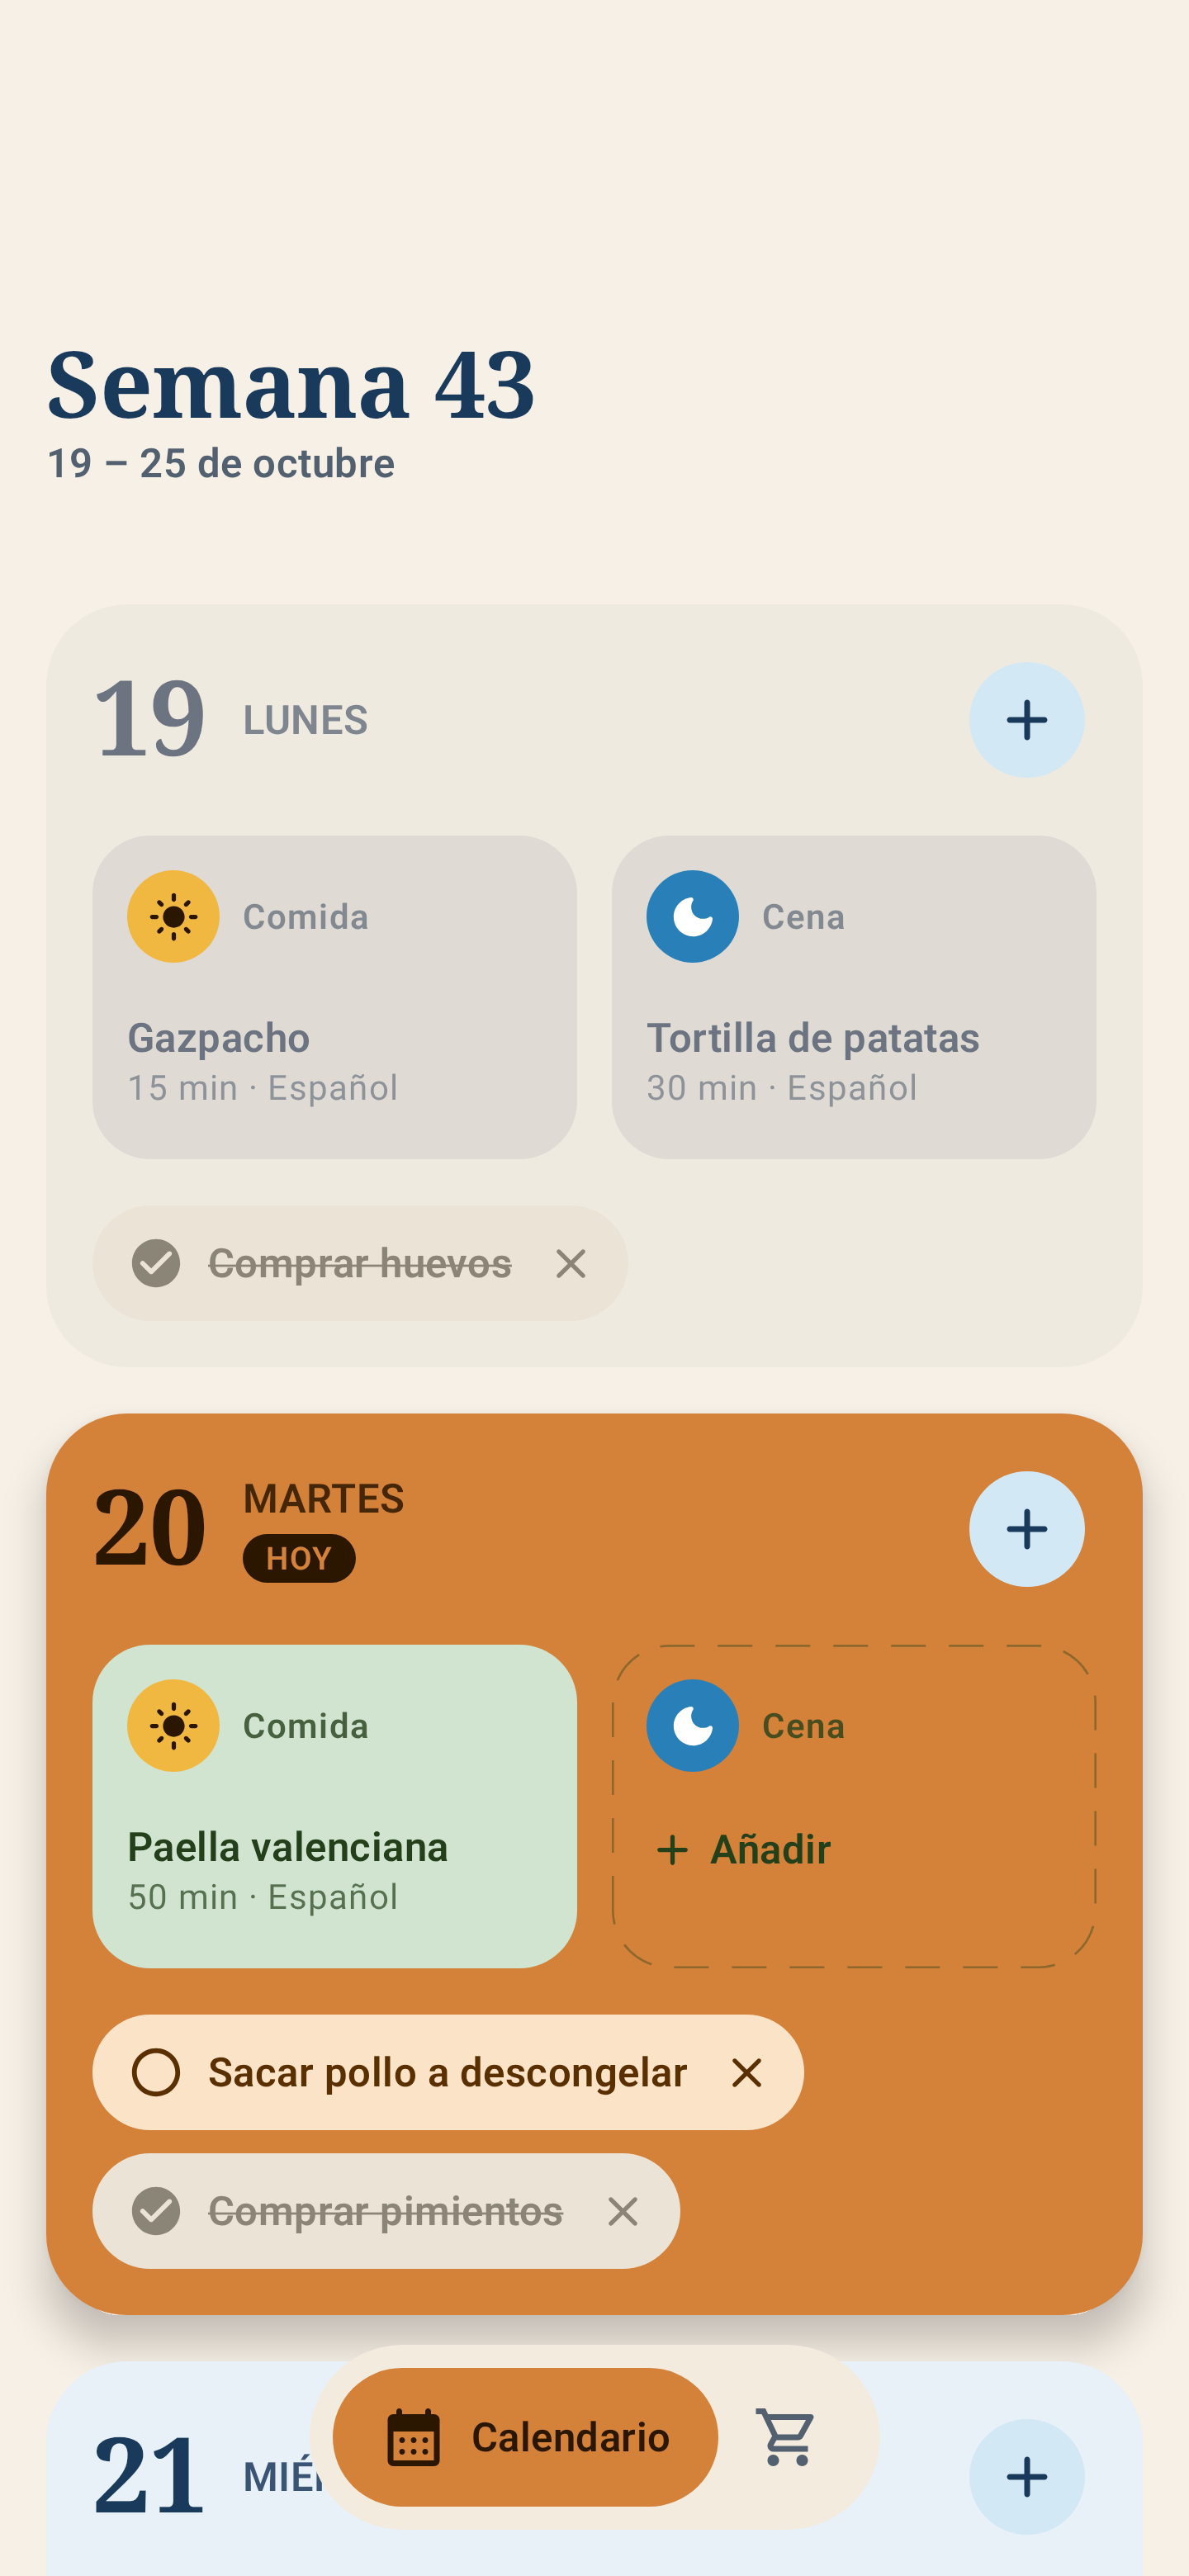 Semana 43
19 – 25 de octubre
19 LUNES
Comida
Gazpacho
15 min · Español
Cena
Tortilla de patatas
30 min · Español
Comprar huevos
20 MARTES
HOY
Comida
Paella valenciana
50 min · Español
Cena
Añadir
Sacar pollo a descongelar
Comprar pimientos
21
Calendario